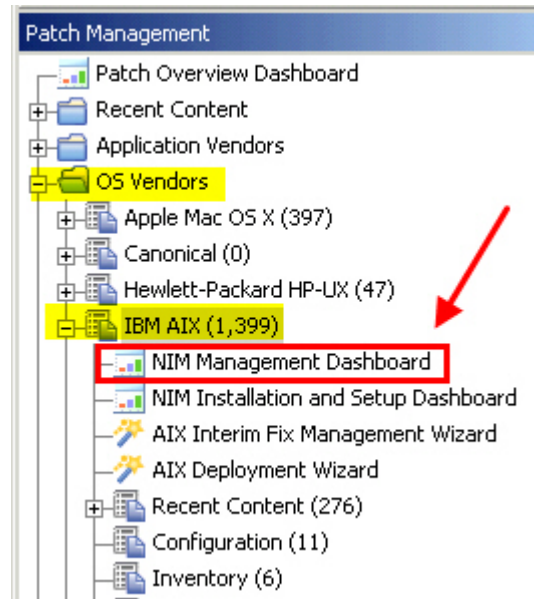 Patch Management
Patch Overview Dashboard
Recent Content
Application Vendors
OS Vendors
Apple Mac OS X (397)
Canonical (0)
Hewlett-Packard HP-UX (47)
IBM AIX (1,399)
NIM Management Dashboard
NIM Installation and Setup Dashboard
AIX Interim Fix Management Wizard
AIX Deployment Wizard
Recent Content (276)
Configuration (11)
Inventory (6)